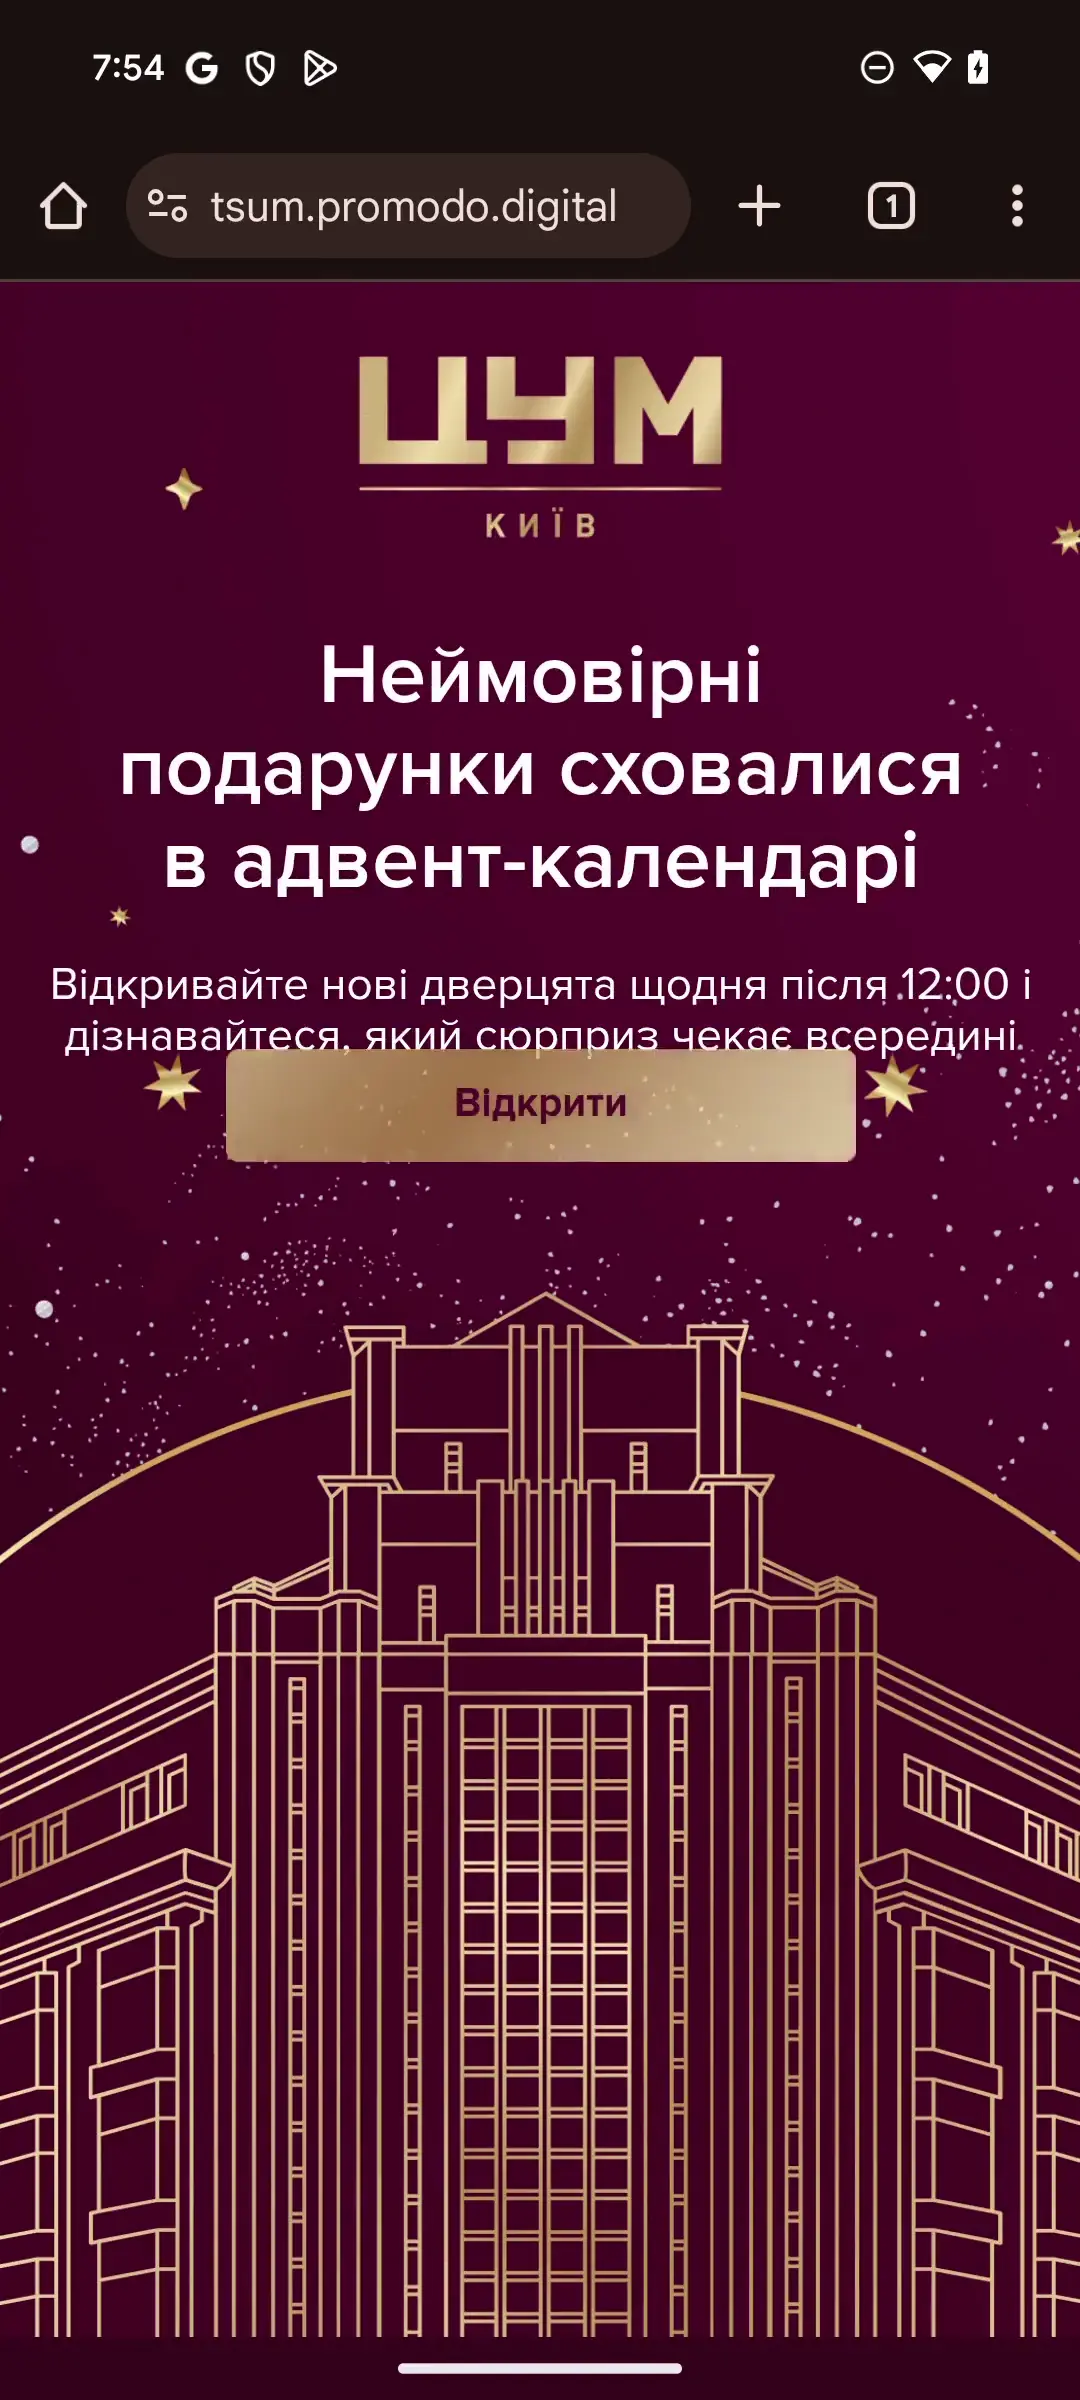 7:54
tsum.promodo.digital
1
ЦУМ
КИЇВ
Неймовірні
подарунки сховалися
в адвент-календарі
Відкривайте нові дверцята щодня після 12:00 і
дізнавайтеся, який сюрприз чекає всередині.
Відкрити